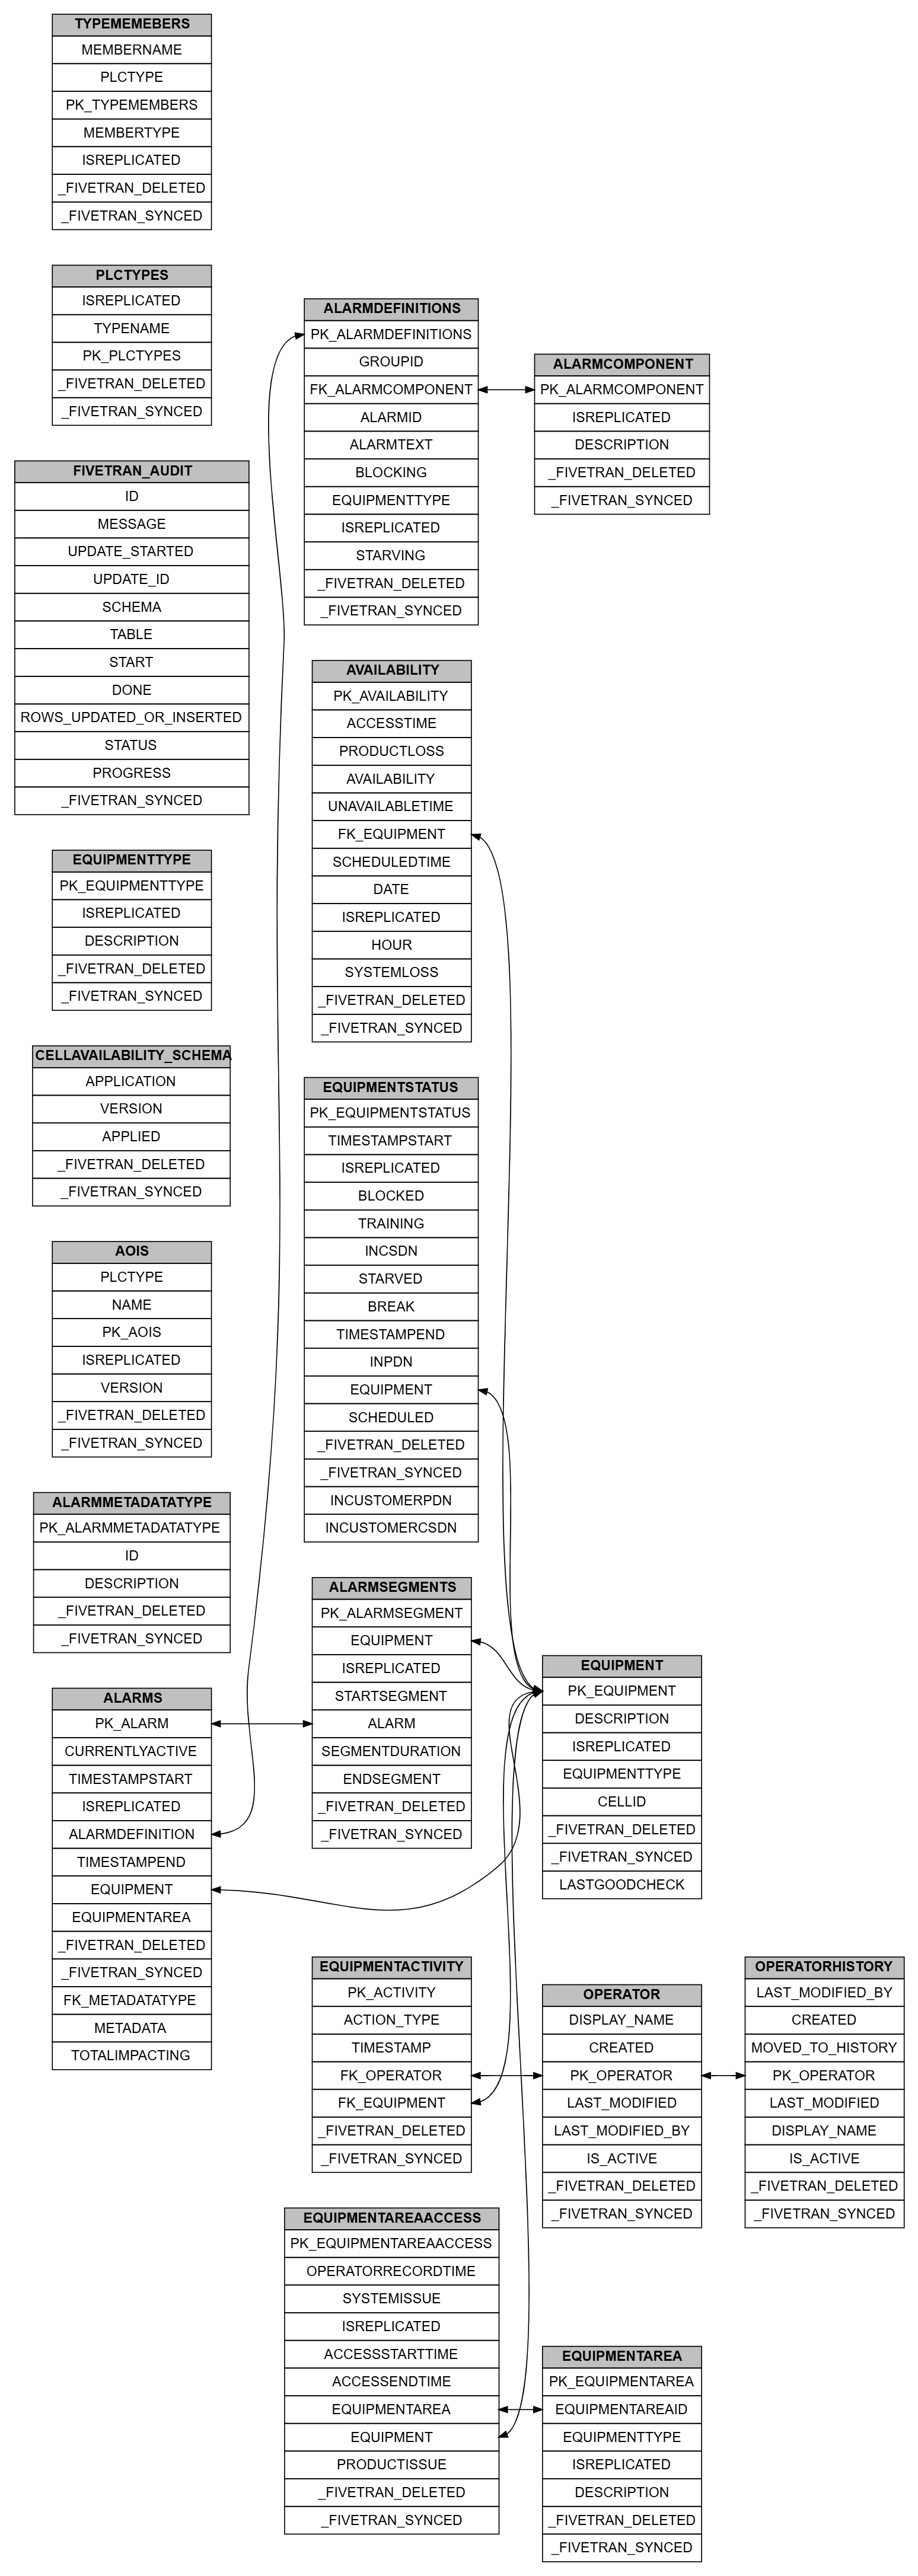 TYPEMEMEBERS
MEMBERNAME
PLCTYPE
PK_TYPEMEMBERS
MEMBERTYPE
ISREPLICATED
_FIVETRAN_DELETED
_FIVETRAN_SYNCED
PLCTYPES
ISREPLICATED
TYPENAME
PK_PLCTYPES
_FIVETRAN_DELETED
_FIVETRAN_SYNCED
FIVETRAN_AUDIT
ID
MESSAGE
UPDATE_STARTED
UPDATE_ID
SCHEMA
TABLE
START
DONE
ROWS_UPDATED_OR_INSERTED
STATUS
PROGRESS
_FIVETRAN_SYNCED
EQUIPMENTTYPE
PK_EQUIPMENTTYPE
ISREPLICATED
DESCRIPTION
_FIVETRAN_DELETED
_FIVETRAN_SYNCED
CELLAVAILABILITY_SCHEMA
APPLICATION
VERSION
APPLIED
_FIVETRAN_DELETED
_FIVETRAN_SYNCED
AOIS
PLCTYPE
NAME
PK_AOIS
ISREPLICATED
VERSION
_FIVETRAN_DELETED
_FIVETRAN_SYNCED
ALARMMETADATATYPE
PK_ALARMMETADATATYPE
ID
DESCRIPTION
_FIVETRAN_DELETED
_FIVETRAN_SYNCED
ALARMS
PK_ALARM
CURRENTLYACTIVE
TIMESTAMPSTART
ISREPLICATED
ALARMDEFINITION
TIMESTAMPEND
EQUIPMENT
EQUIPMENTAREA
_FIVETRAN_DELETED
_FIVETRAN_SYNCED
FK_METADATATYPE
METADATA
TOTALIMPACTING
ALARMDEFINITIONS
PK_ALARMDEFINITIONS
GROUPID
FK_ALARMCOMPONENT
ALARMID
ALARMTEXT
BLOCKING
EQUIPMENTTYPE
ISREPLICATED
STARVING
_FIVETRAN_DELETED
_FIVETRAN_SYNCED
ALARMCOMPONENT
PK_ALARMCOMPONENT
ISREPLICATED
DESCRIPTION
_FIVETRAN_DELETED
_FIVETRAN_SYNCED
AVAILABILITY
PK_AVAILABILITY
ACCESSTIME
PRODUCTLOSS
AVAILABILITY
UNAVAILABLETIME
FK_EQUIPMENT
SCHEDULEDTIME
DATE
ISREPLICATED
HOUR
SYSTEMLOSS
_FIVETRAN_DELETED
_FIVETRAN_SYNCED
EQUIPMENTSTATUS
PK_EQUIPMENTSTATUS
TIMESTAMPSTART
ISREPLICATED
BLOCKED
TRAINING
INCSDN
STARVED
BREAK
TIMESTAMPEND
INPDN
EQUIPMENT
SCHEDULED
_FIVETRAN_DELETED
_FIVETRAN_SYNCED
INCUSTOMERPDN
INCUSTOMERCSDN
ALARMSEGMENTS
PK_ALARMSEGMENT
EQUIPMENT
ISREPLICATED
STARTSEGMENT
ALARM
SEGMENTDURATION
ENDSEGMENT
_FIVETRAN_DELETED
_FIVETRAN_SYNCED
EQUIPMENT
PK_EQUIPMENT
DESCRIPTION
ISREPLICATED
EQUIPMENTTYPE
CELLID
_FIVETRAN_DELETED
_FIVETRAN_SYNCED
LASTGOODCHECK
EQUIPMENTACTIVITY
PK_ACTIVITY
ACTION_TYPE
TIMESTAMP
FK_OPERATOR
FK_EQUIPMENT
_FIVETRAN_DELETED
_FIVETRAN_SYNCED
OPERATOR
DISPLAY_NAME
CREATED
PK_OPERATOR
LAST_MODIFIED
LAST_MODIFIED_BY
IS_ACTIVE
_FIVETRAN_DELETED
_FIVETRAN_SYNCED
OPERATORHISTORY
LAST_MODIFIED_BY
CREATED
MOVED_TO_HISTORY
PK_OPERATOR
LAST_MODIFIED
DISPLAY_NAME
IS_ACTIVE
_FIVETRAN_DELETED
_FIVETRAN_SYNCED
EQUIPMENTAREAACCESS
PK_EQUIPMENTAREAACCESS
OPERATORRECORDTIME
SYSTEMISSUE
ISREPLICATED
ACCESSSTARTTIME
ACCESSENDTIME
EQUIPMENTAREA
EQUIPMENT
PRODUCTISSUE
_FIVETRAN_DELETED
_FIVETRAN_SYNCED
EQUIPMENTAREA
PK_EQUIPMENTAREA
EQUIPMENTAREAID
EQUIPMENTTYPE
ISREPLICATED
DESCRIPTION
_FIVETRAN_DELETED
_FIVETRAN_SYNCED